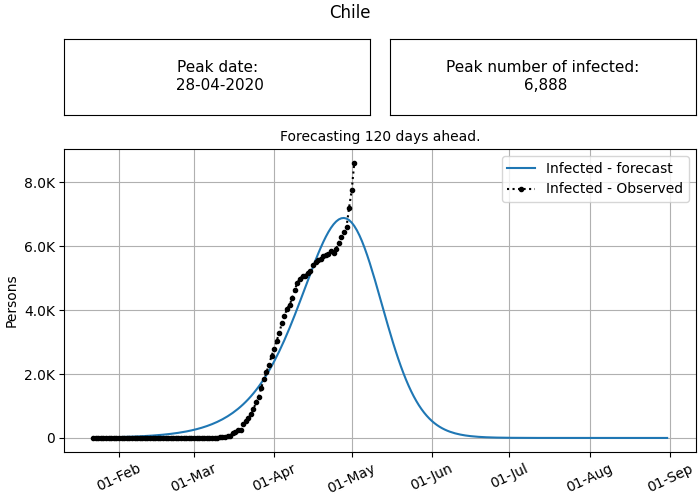 Chile
Peak date:
28-04-2020
Peak number of infected:
6,888
Forecasting 120 days ahead.
Infected - forecast
Infected - Observed
8.0K
6.0K
4.0K
2.0K
0
Persons
01-Feb
01-Mar
01-Apr
01-May
01-Jun
01-Jul
01-Aug
01-Sep